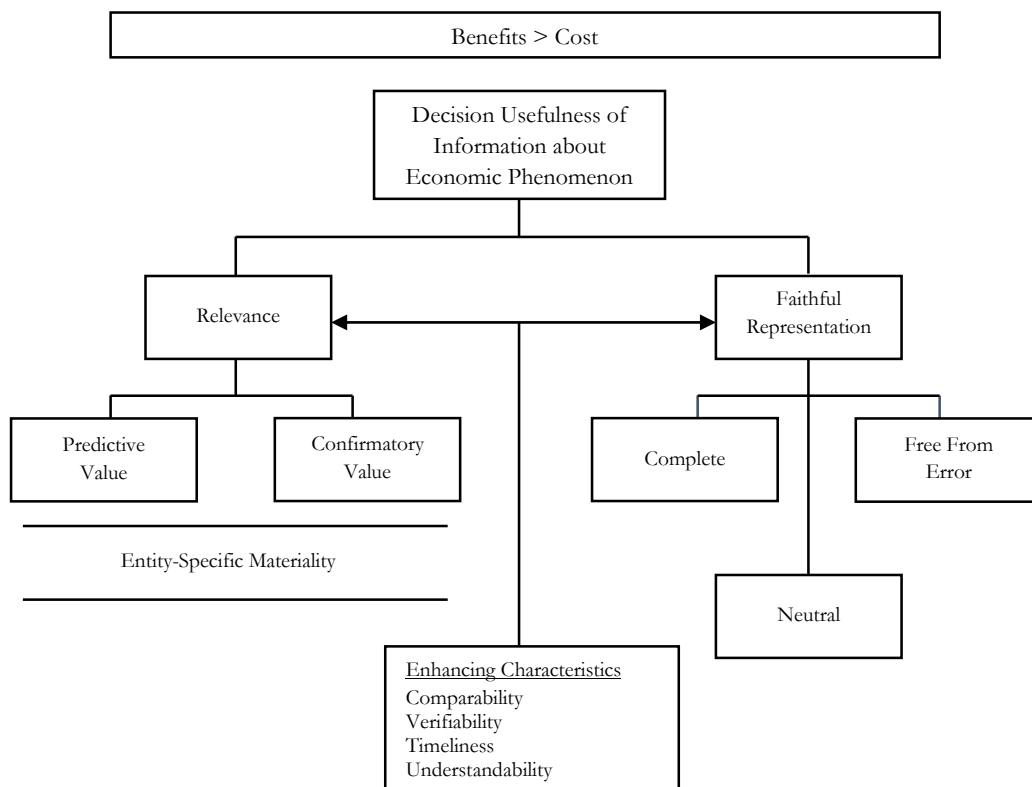 Benefits > Cost
Decision Usefulness of
Information about
Economic Phenomenon
Relevance
Faithful
Representation
Predictive
Value
Confirmatory
Value
Complete
Free From
Error
Entity-Specific Materiality
Neutral
Enhancing Characteristics
Comparability
Verifiability
Timeliness
Understandability